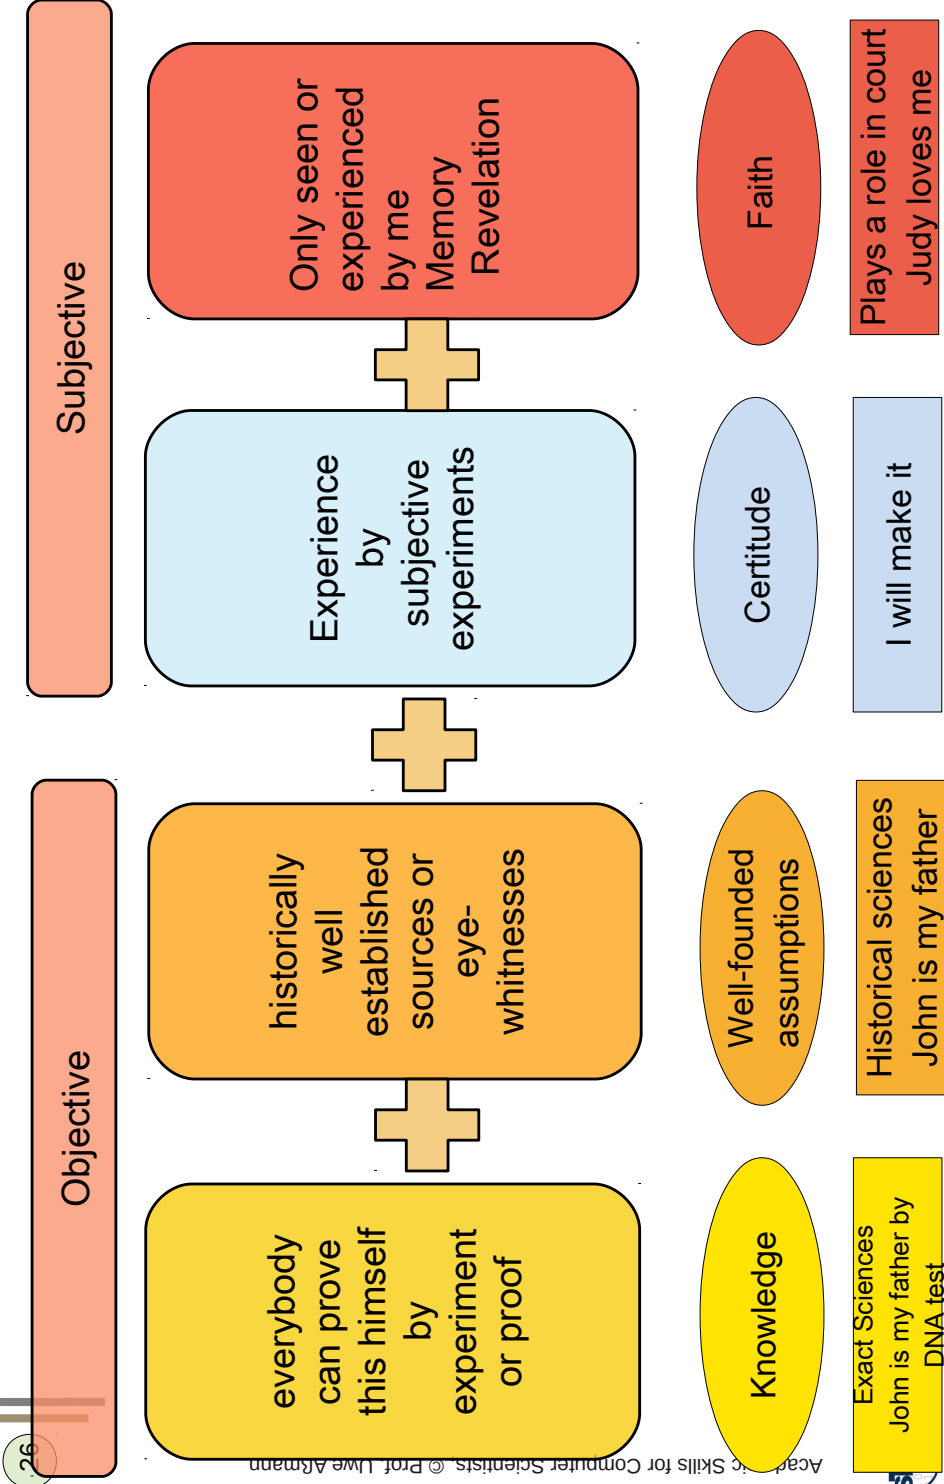 26
Objective
Subjective
everybody
can prove
this himself
by
experiment
or proof
historically
well
established
sources or
eye-
whitnesses
Experience
by
subjective
experiments
Only seen or
experienced
by me
Memory
Revelation
Knowledge
Well-founded
assumptions
Certitude
Faith
Exact Sciences
John is my father by
DNA test
Historical sciences
John is my father
I will make it
Plays a role in court
Judy loves me
Academic Skills for Computer Scientists, © Prof. Uwe Aßmann